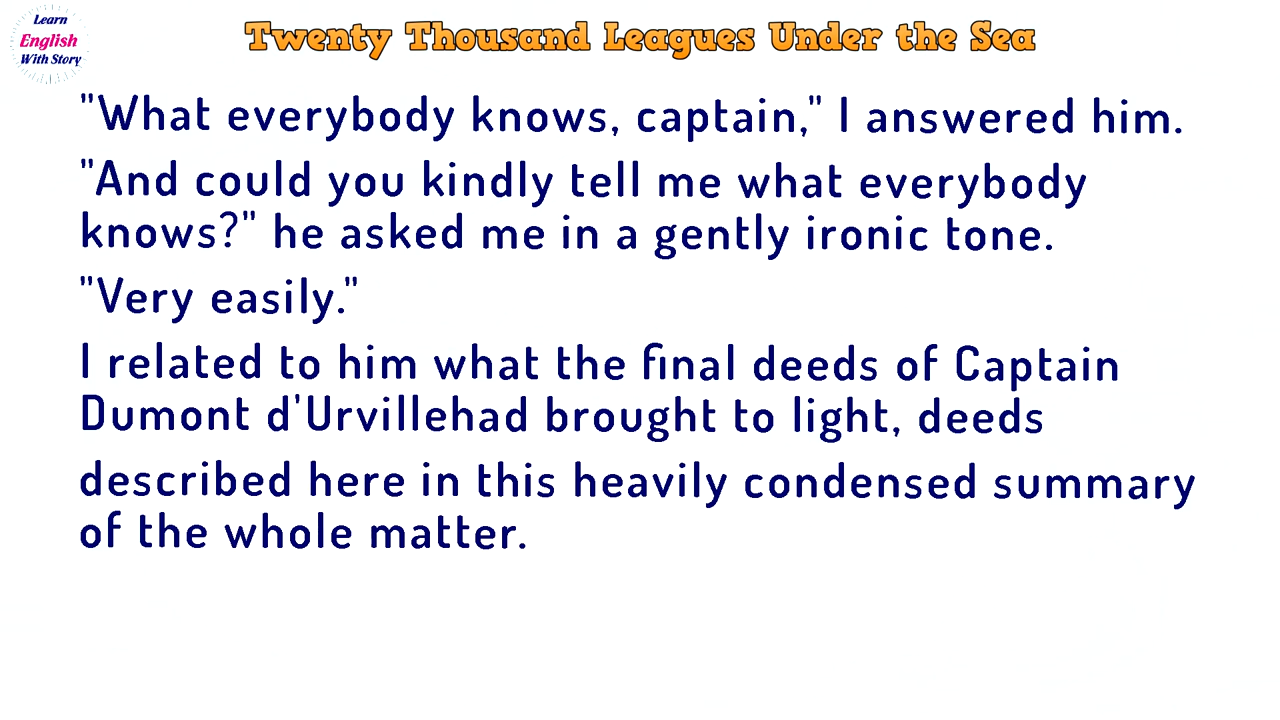 Learn
English
With Story
Twenty Thousand Leagues Under the Sea
"What everybody knows, captain," I answered him.
"And could you kindly tell me what everybody
knows?" he asked me in a gently ironic tone.
"Very easily."
I related to him what the final deeds of Captain
Dumont d'Urvillehad brought to light, deeds
described here in this heavily condensed summary
of the whole matter.